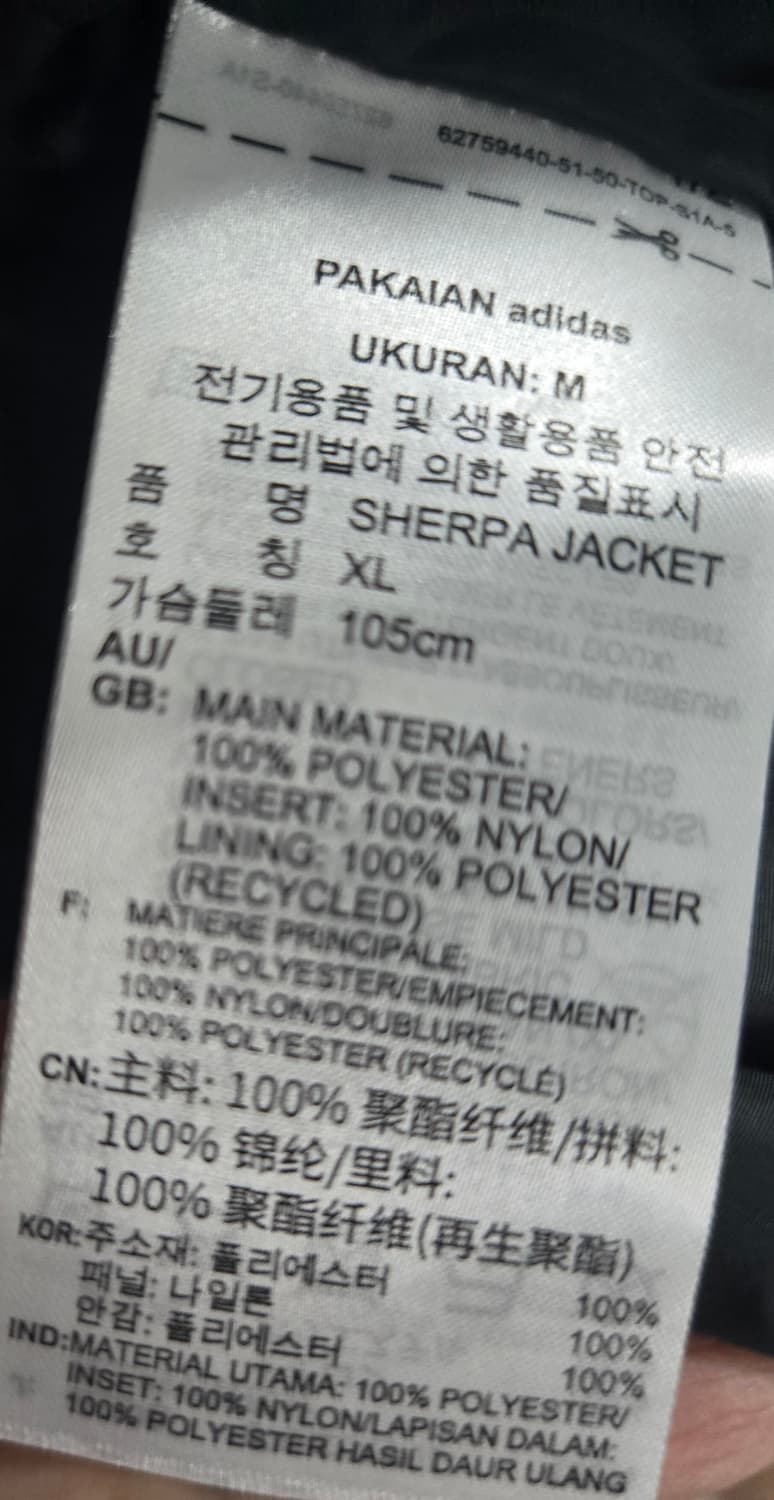 62759440-51-50-TOP-S1A-S
PAKAIAN adidas
UKURAN: M
전기용품 및 생활용품 안전
관리법에 의한 품질표시
품 명 SHERPA JACKET
호 칭 XL
가슴둘레 105cm
AU/
GB: MAIN MATERIAL:
100% POLYESTER/
INSERT: 100% NYLON/
LINING: 100% POLYESTER
(RECYCLED)
F: MATIERE PRINCIPALE:
100% POLYESTER/EMPIECEMENT:
100% NYLON/DOUBLURE:
100% POLYESTER (RECYCLÉ)
CN:主料: 100% 聚酯纤维/拼料:
100% 锦纶/里料:
100% 聚酯纤维(再生聚酯)
KOR:주소재: 폴리에스터 100%
패널: 나일론 100%
안감: 폴리에스터 100%
IND:MATERIAL UTAMA: 100% POLYESTER/
INSET: 100% NYLON/LAPISAN DALAM:
100% POLYESTER HASIL DAUR ULANG